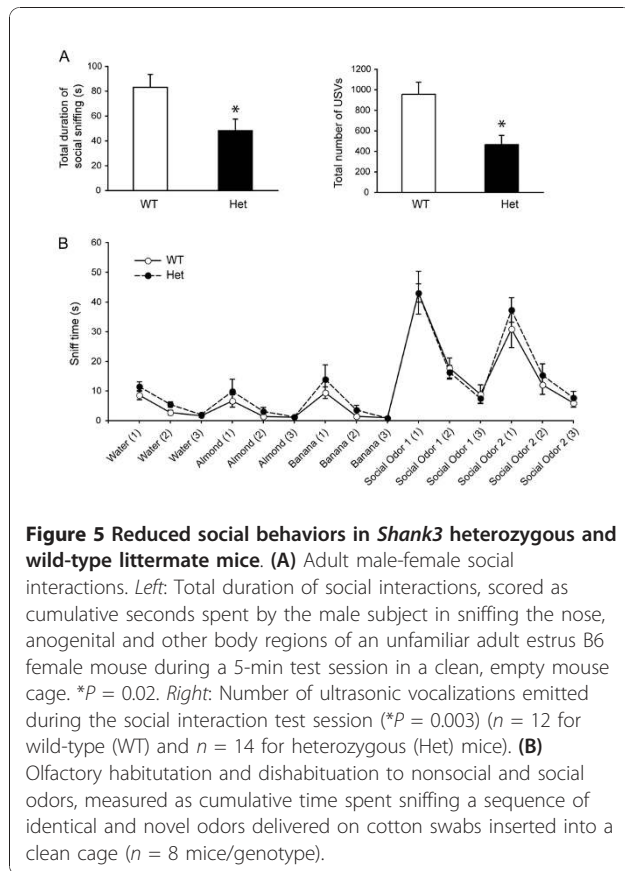 A
Total duration of
social sniffing (s)
100
80
60
40
20
0
*
WT
Het
Total number of USVs
1200
1000
800
600
400
200
0
*
WT
Het
B
Sniff time (s)
60
50
40
30
20
10
0
WT
Het
Water (1)
Water (2)
Water (3)
Almond (1)
Almond (2)
Almond (3)
Banana (1)
Banana (2)
Banana (3)
Social Odor 1 (1)
Social Odor 1 (2)
Social Odor 1 (3)
Social Odor 2 (1)
Social Odor 2 (2)
Social Odor 2 (3)
Figure 5 Reduced social behaviors in Shank3 heterozygous and
wild-type littermate mice. (A) Adult male-female social
interactions. Left: Total duration of social interactions, scored as
cumulative seconds spent by the male subject in sniffing the nose,
anogenital and other body regions of an unfamiliar adult estrus B6
female mouse during a 5-min test session in a clean, empty mouse
cage. *P = 0.02. Right: Number of ultrasonic vocalizations emitted
during the social interaction test session (*P = 0.003) (n = 12 for
wild-type (WT) and n = 14 for heterozygous (Het) mice). (B)
Olfactory habitutation and dishabituation to nonsocial and social
odors, measured as cumulative time spent sniffing a sequence of
identical and novel odors delivered on cotton swabs inserted into a
clean cage (n = 8 mice/genotype).